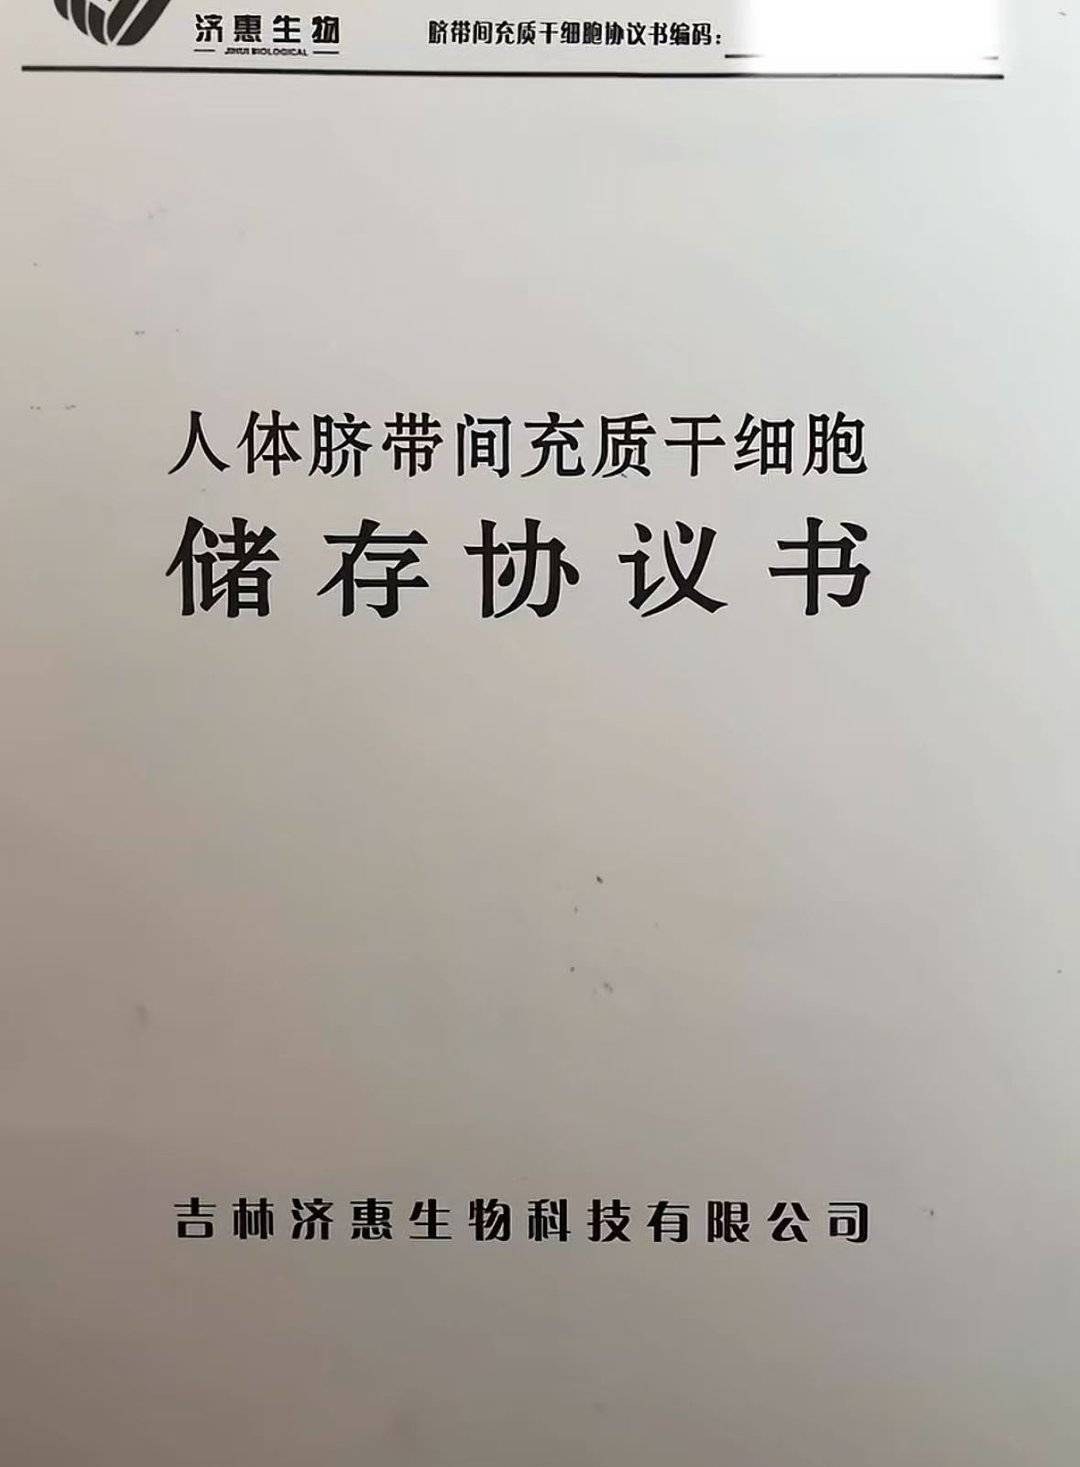 济惠生物
JIHUI BIOLOGICAL
脐带间充质干细胞协议书编码：
人体脐带间充质干细胞
储存协议书
吉林济惠生物科技有限公司